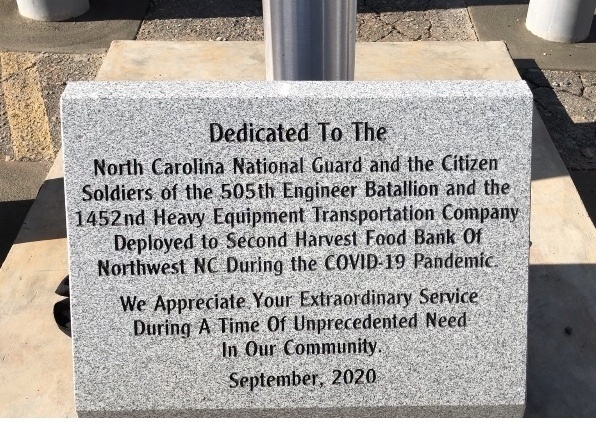 Dedicated To The
North Carolina National Guard and the Citizen
Soldiers of the 505th Engineer Batallion and the
1452nd Heavy Equipment Transportation Company
Deployed to Second Harvest Food Bank Of
Northwest NC During the COVID-19 Pandemic.
We Appreciate Your Extraordinary Service
During A Time Of Unprecedented Need
In Our Community.
September, 2020